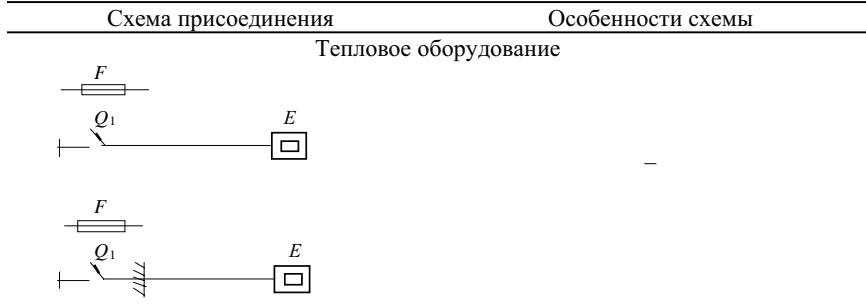 Схема присоединения Особенности схемы
Тепловое оборудование
F
Q1 E
–
F
Q1 E